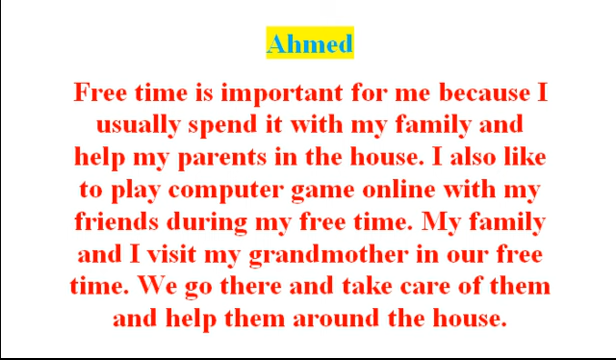 Ahmed
Free time is important for me because I
usually spend it with my family and
help my parents in the house. I also like
to play computer game online with my
friends during my free time. My family
and I visit my grandmother in our free
time. We go there and take care of them
and help them around the house.